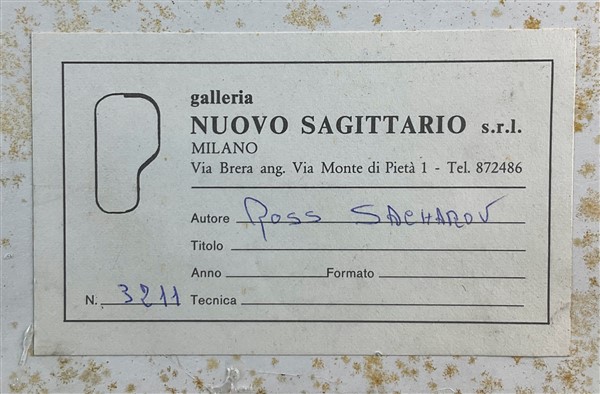 galleria
NUOVO SAGITTARIO s.r.l.
MILANO
Via Brera ang. Via Monte di Pietà 1 - Tel. 872486
Autore Ross SACHAROV
Titolo
Anno Formato
N. 3211 Tecnica